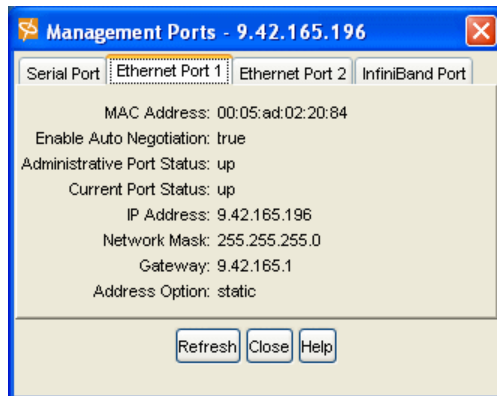 Management Ports - 9.42.165.196
Serial Port Ethernet Port 1 Ethernet Port 2 InfiniBand Port
MAC Address: 00:05:ad:02:20:84
Enable Auto Negotiation: true
Administrative Port Status: up
Current Port Status: up
IP Address: 9.42.165.196
Network Mask: 255.255.255.0
Gateway: 9.42.165.1
Address Option: static
Refresh Close Help